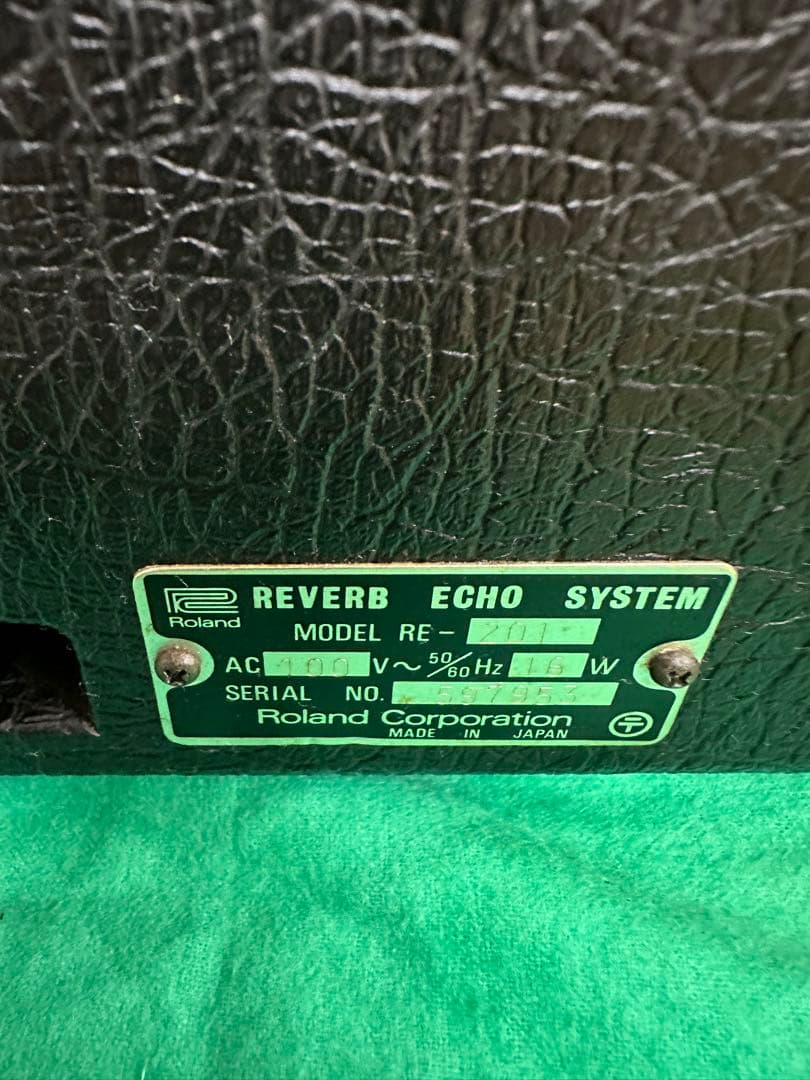 REVERB ECHO SYSTEM
Roland
MODEL RE-201
AC 100 V~ 50/60 Hz 18 W
SERIAL NO. 597953
Roland Corporation
MADE IN JAPAN